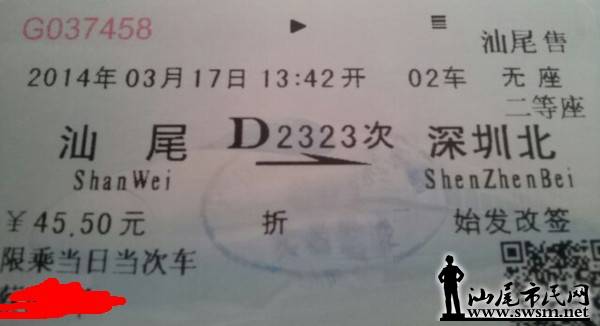 G037458
汕尾售
2014年03月17日 13:42开 02车 无座
二等座
汕尾 D2323次 深圳北
ShanWei ShenZhenBei
¥45.50元 折 始发改签
限乘当日当次车
汕尾市民网
www.swsm.net